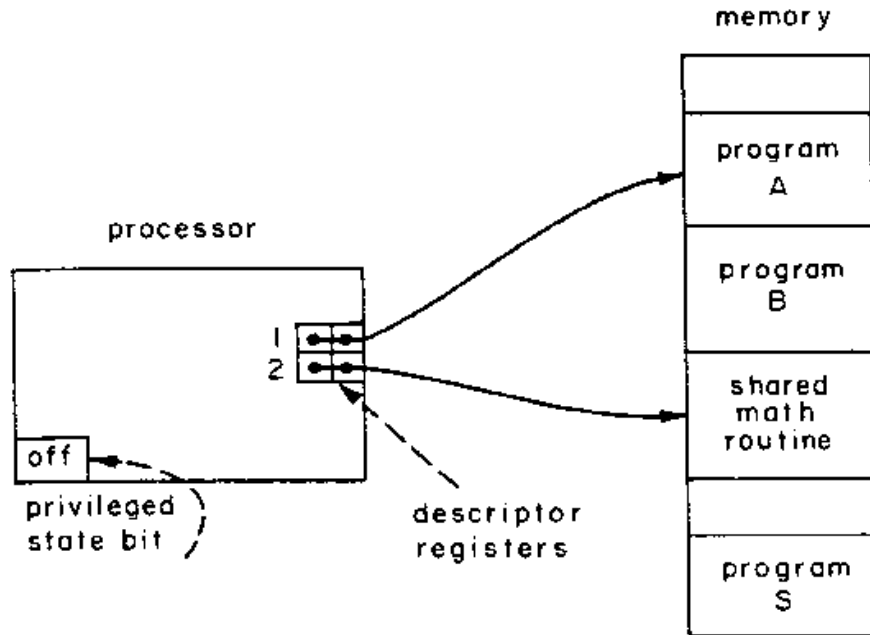 memory
program
A
processor
program
B
1
2
shared
math
routine
off
privileged
state bit
descriptor
registers
program
S